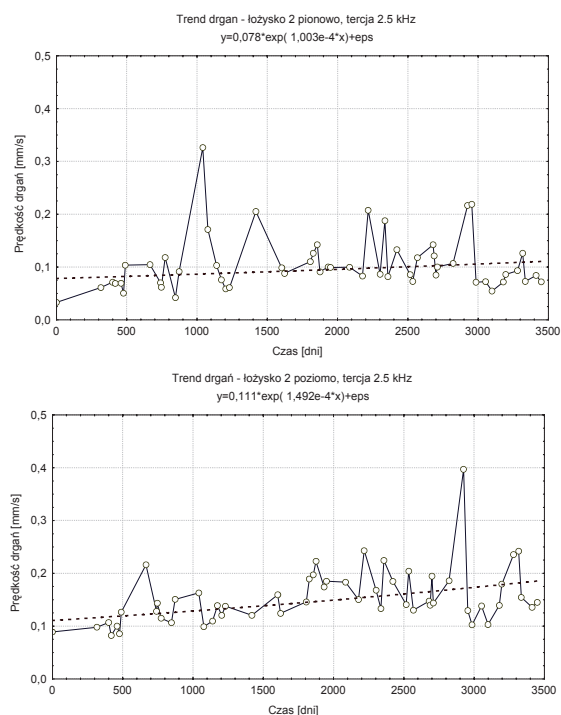 Trend drgan - łożysko 2 pionowo, tercja 2.5 kHz
y=0,078*exp( 1,003e-4*x)+eps
0,5
0,4
0,3
0,2
0,1
0,0
Prędkość drgań [mm/s]
0 500 1000 1500 2000 2500 3000 3500
Czas [dni]
Trend drgań - łożysko 2 poziomo, tercja 2.5 kHz
y=0,111*exp( 1,492e-4*x)+eps
0,5
0,4
0,3
0,2
0,1
0,0
Prędkość drgań [mm/s]
0 500 1000 1500 2000 2500 3000 3500
Czas [dni]